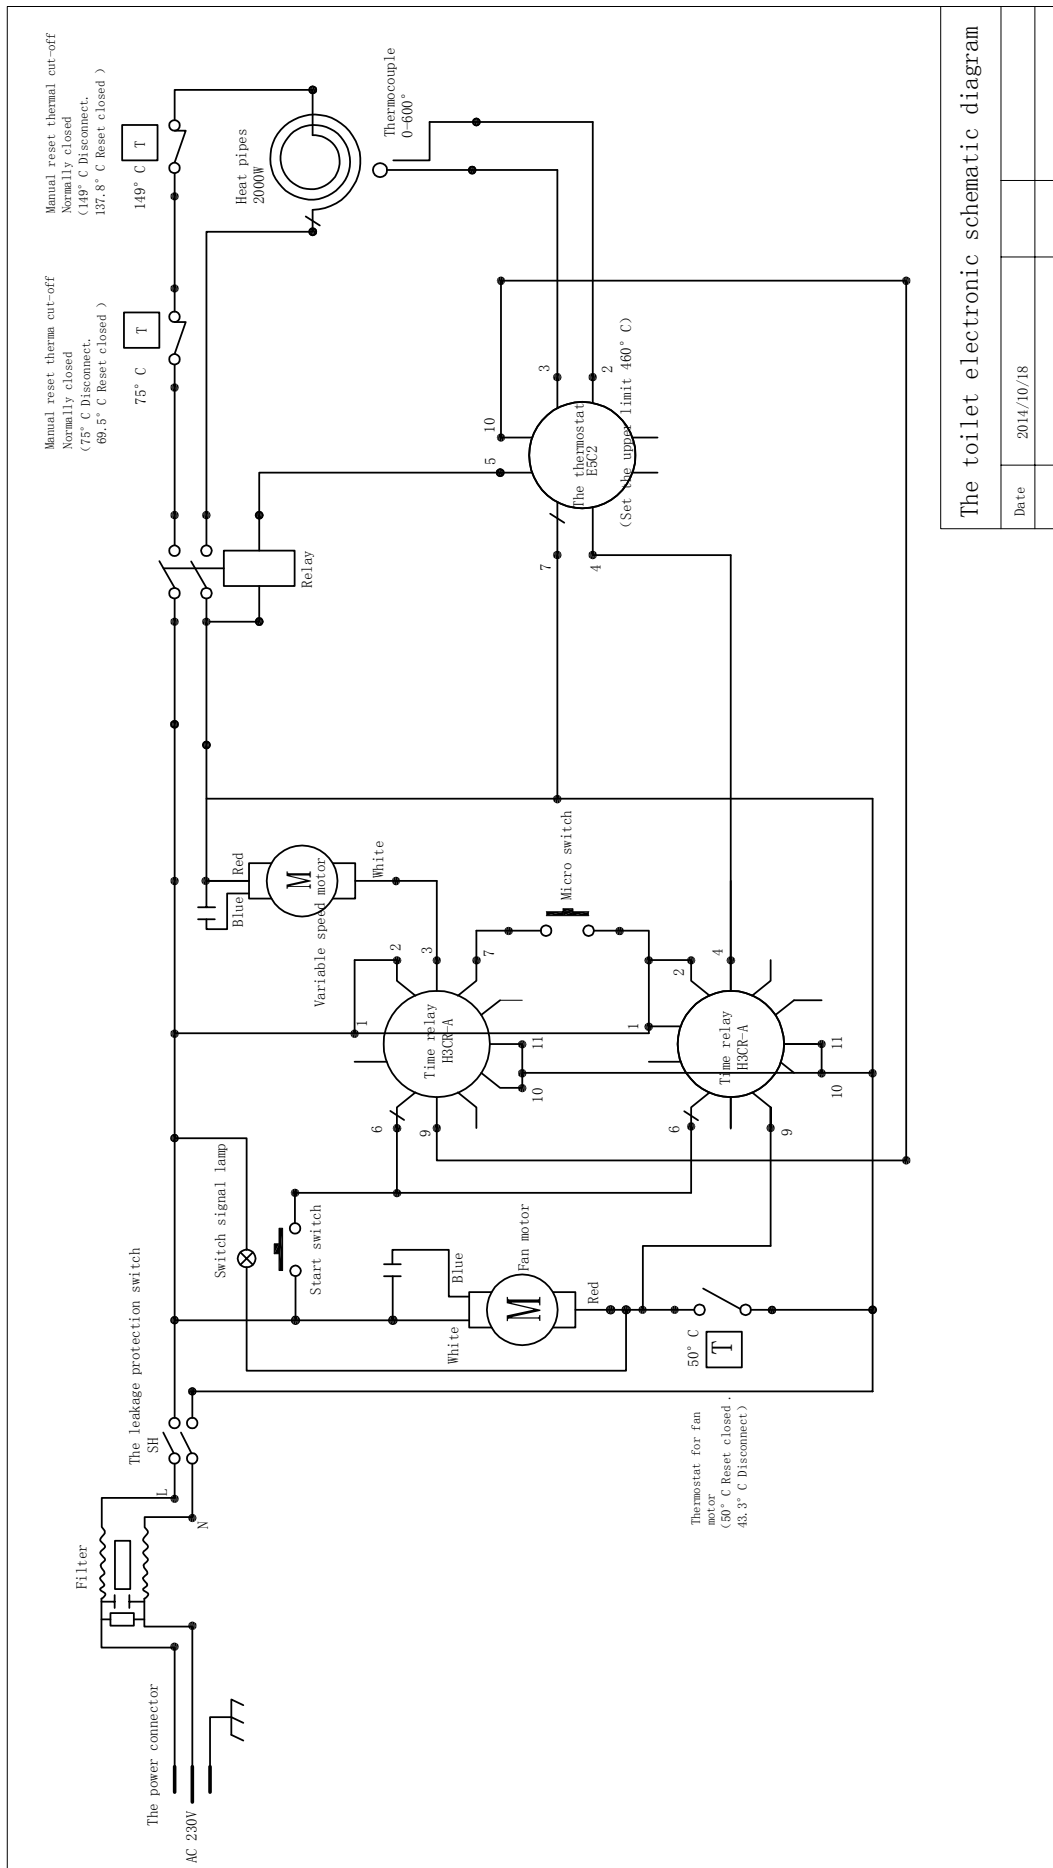 The power connector
AC 230V
Filter
L
N
The leakage protection switch
SH
Switch signal lamp
Start switch
White
Blue
Fan motor
M
Red
50° C
T
Thermostat for fan
motor
(50° C Reset closed .
43.3° C Disconnect)
Time relay
H3CR-A
1
2
3
7
6
9
10
11
Time relay
H3CR-A
1
2
4
6
9
10
11
Micro switch
Variable speed motor
M
Blue
Red
White
Relay
The thermostat
E5C2
(Set the upper limit 460° C)
5
10
3
2
7
4
Manual reset therma cut-off
Normally closed
(75° C Disconnect.
69.5° C Reset closed )
75° C
T
Manual reset thermal cut-off
Normally closed
(149° C Disconnect.
137.8° C Reset closed )
149° C
T
Heat pipes
2000W
Thermocouple
0-600°
The toilet electronic schematic diagram
Date
2014/10/18